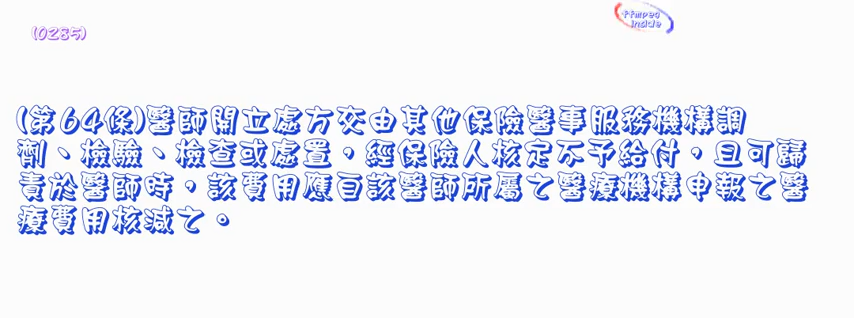 (0285)
ffmpeg
inside
(第64條)醫師開立處方交由其他保險醫事服務機構調
劑、檢驗、檢查或處置，經保險人核定不予給付，且可歸
責於醫師時，該費用應自該醫師所屬之醫療機構申報之醫
療費用核減之。